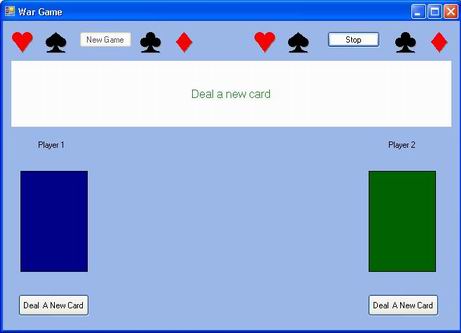 War Game
New Game
Stop
Deal a new card
Player 1
Player 2
Deal A New Card
Deal A New Card